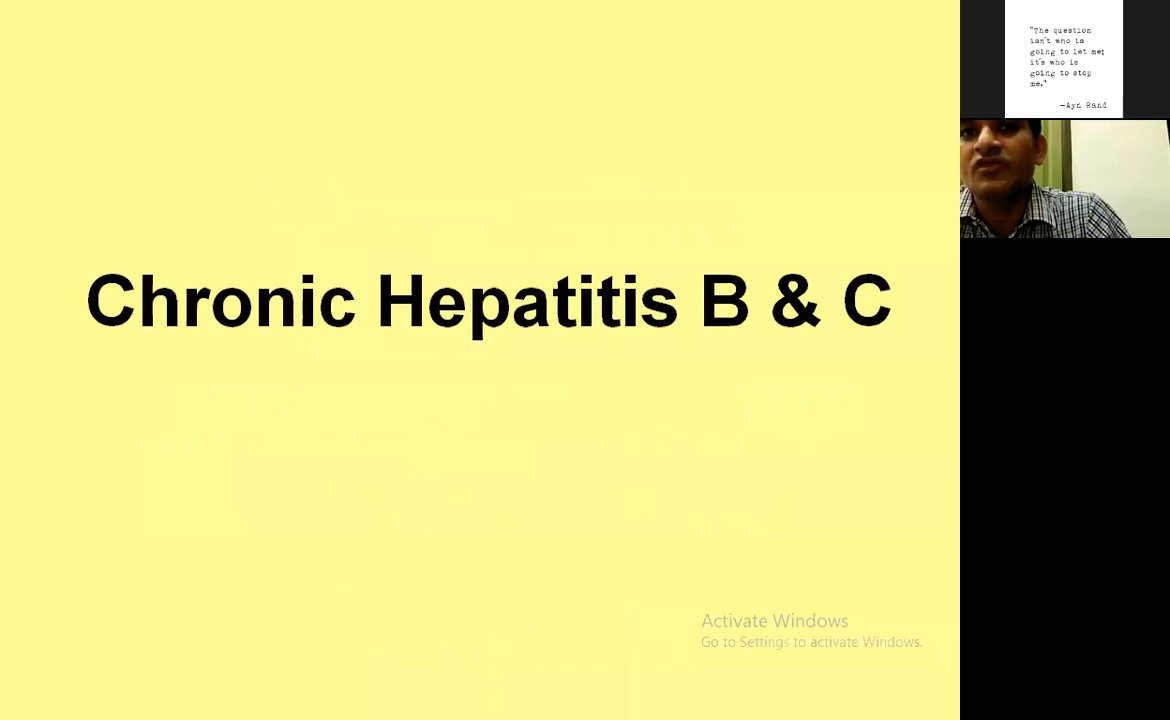 Chronic Hepatitis B & C
"The question
isn't who is
going to let me;
it's who is
going to stop
me."
—Ayn Rand
Activate Windows
Go to Settings to activate Windows.